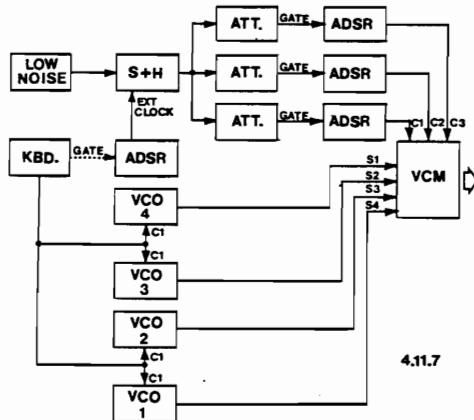 ATT. GATE ADSR
LOW
NOISE
S+H
ATT. GATE ADSR
EXT
CLOCK
ATT. GATE ADSR
C1 C2 C3
KBD. GATE ADSR
VCM
S1
S2
S3
S4
VCO
4
C1
C1
VCO
3
VCO
2
C1
C1
VCO
1
4.11.7